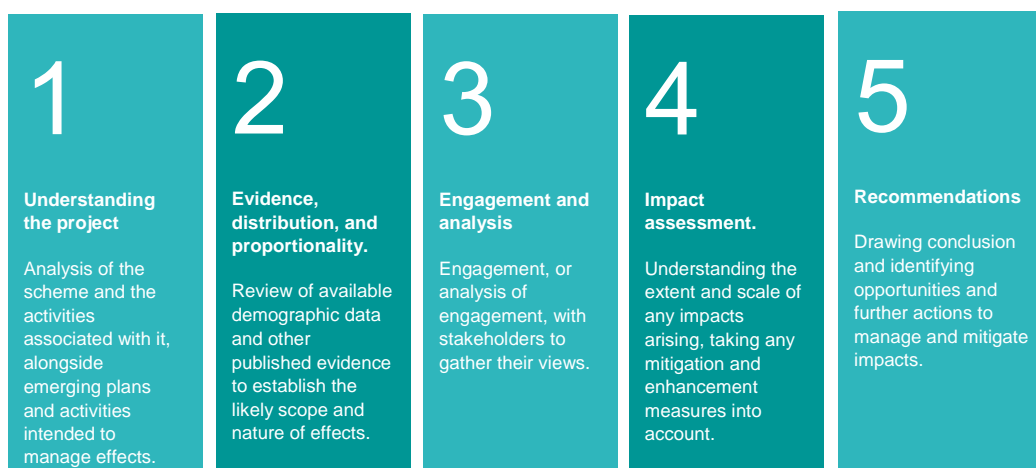 1
Understanding
the project
Analysis of the
scheme and the
activities
associated with it,
alongside
emerging plans
and activities
intended to
manage effects.
2
Evidence,
distribution, and
proportionality.
Review of available
demographic data
and other
published evidence
to establish the
likely scope and
nature of effects.
3
Engagement and
analysis
Engagement, or
analysis of
engagement, with
stakeholders to
gather their views.
4
Impact
assessment.
Understanding the
extent and scale of
any impacts
arising, taking any
mitigation and
enhancement
measures into
account.
5
Recommendations
Drawing conclusion
and identifying
opportunities and
further actions to
manage and mitigate
impacts.